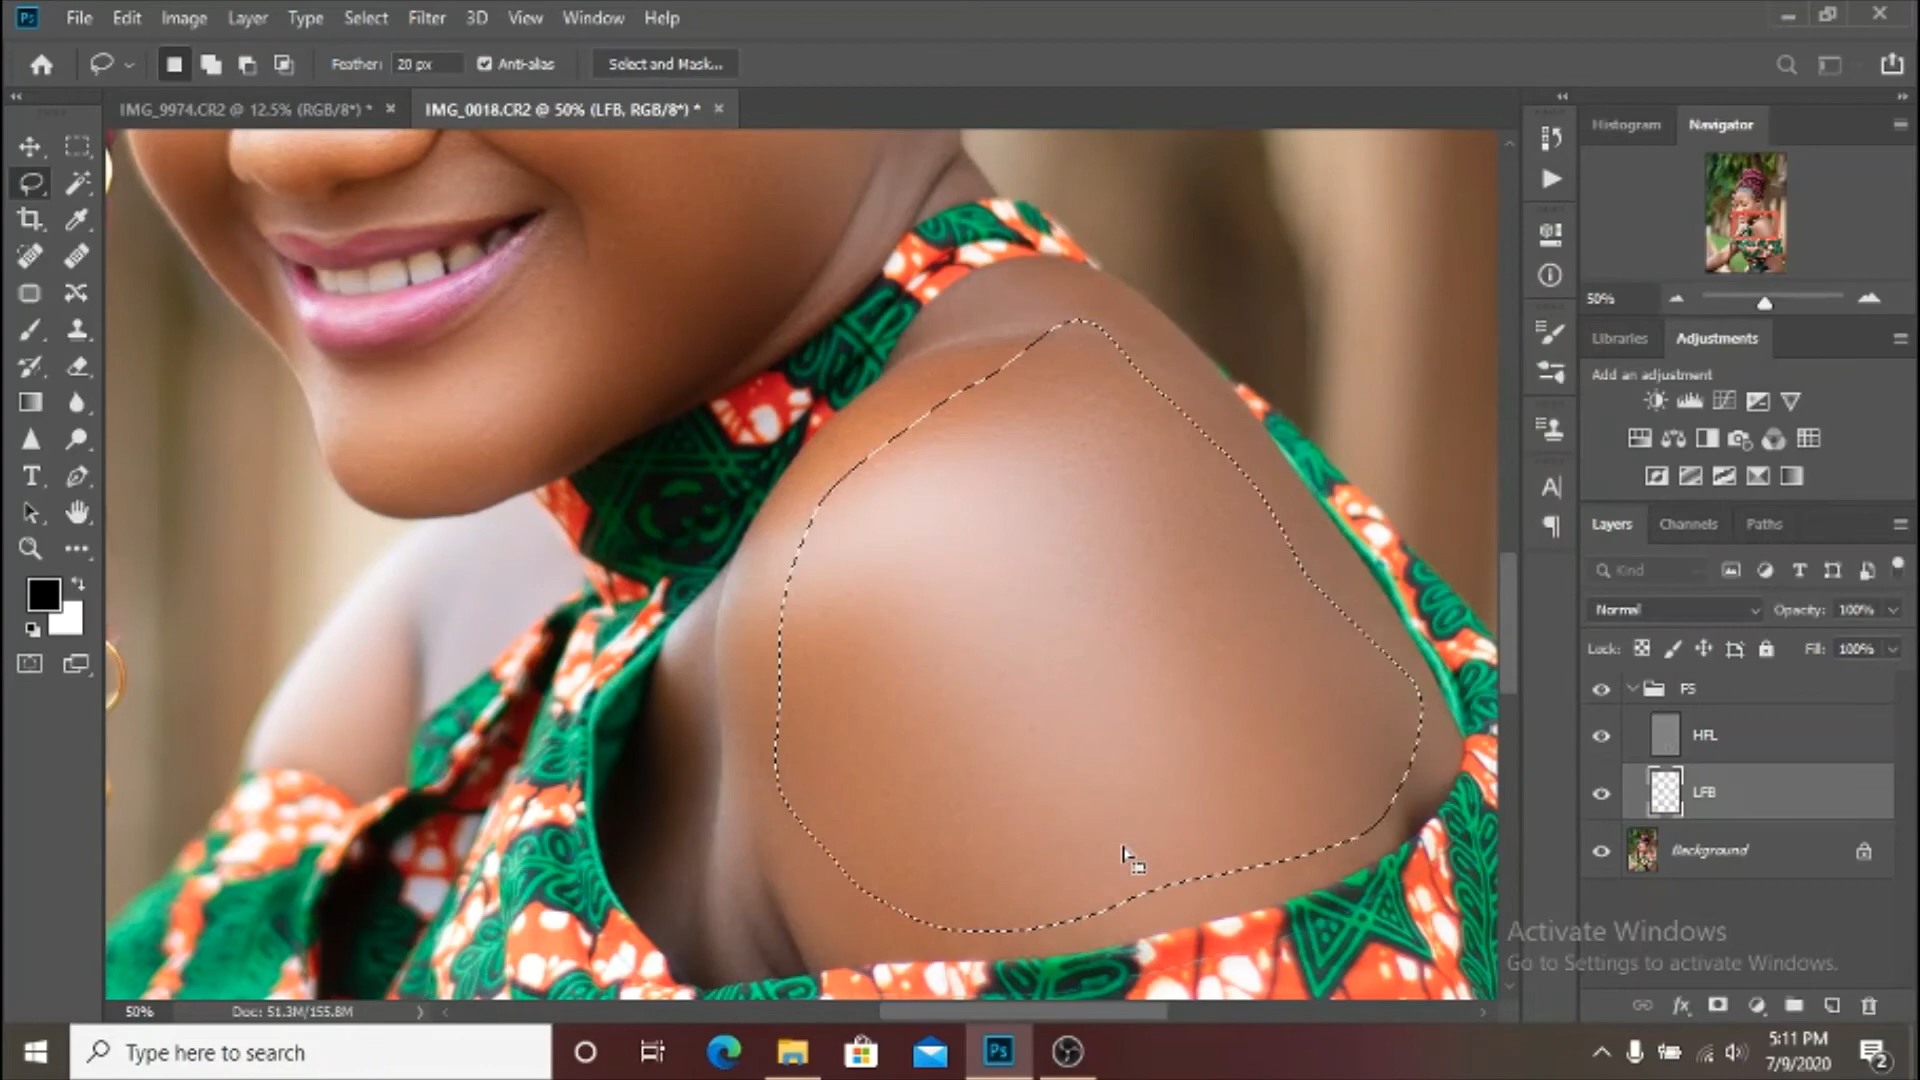 Ps File Edit Image Layer Type Select Filter 3D View Window Help
Feather: 20 px Anti-alias Select and Mask...
IMG_9974.CR2 @ 12.5% (RGB/8*) * × IMG_0018.CR2 @ 50% (LFB, RGB/8*) * ×
Histogram Navigator
50%
Libraries Adjustments
Add an adjustment
Layers Channels Paths
Kind
Normal Opacity: 100%
Lock: Fill: 100%
FS
HFL
LFB
Background
Activate Windows
Go to Settings to activate Windows.
50% Doc: 51.3M/155.8M
Type here to search
Ps
5:11 PM
7/9/2020
2